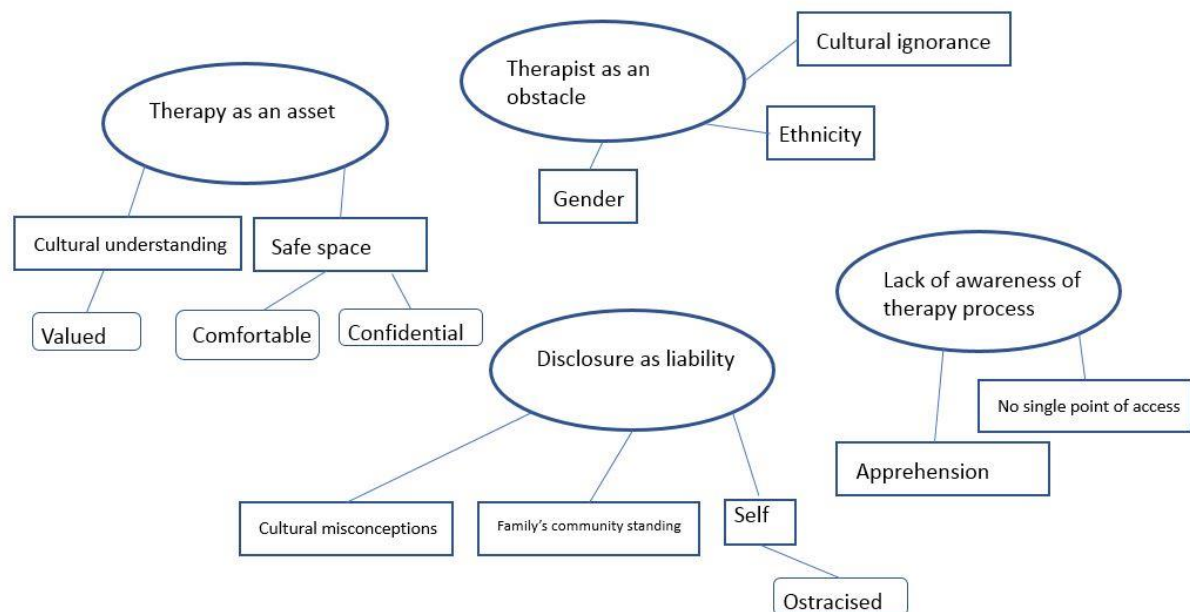 Therapy as an asset
Cultural understanding
Safe space
Valued
Comfortable
Confidential
Therapist as an
obstacle
Cultural ignorance
Ethnicity
Gender
Disclosure as liability
Cultural misconceptions
Family's community standing
Self
Ostracised
Lack of awareness of
therapy process
No single point of access
Apprehension